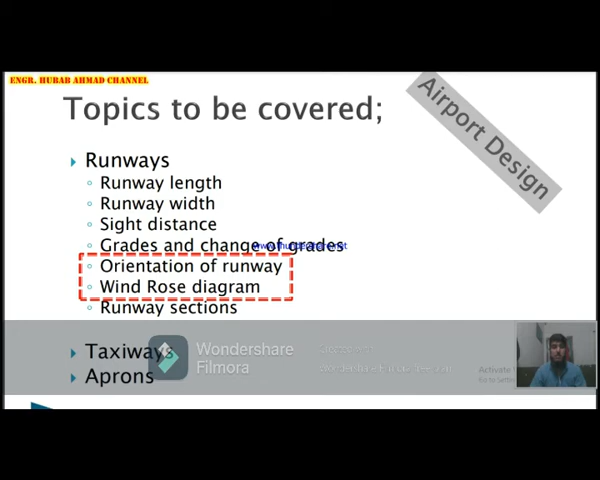 ENGR. HUBAB AHMAD CHANNEL
Airport Design
Topics to be covered;
Runways
Runway length
Runway width
Sight distance
Grades and change of grades
Orientation of runway
Wind Rose diagram
Runway sections
Taxiways
Aprons
Wondershare
Filmora
Activate